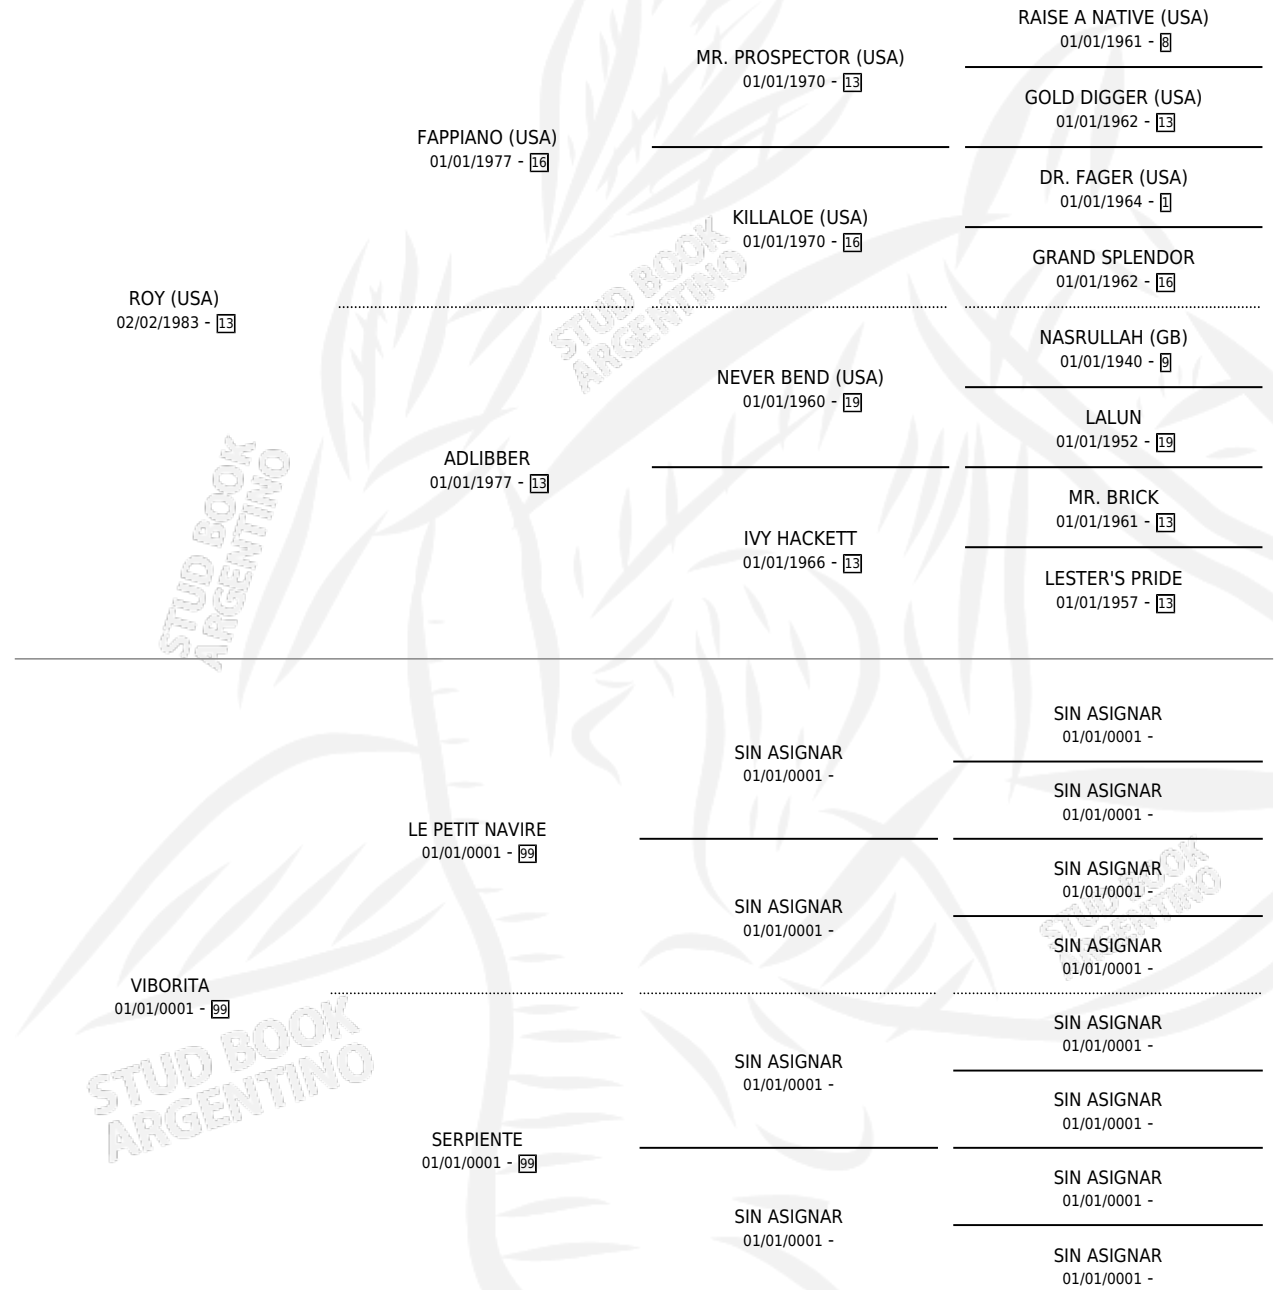 RAISE A NATIVE (USA)
01/01/1961 - 8
MR. PROSPECTOR (USA)
01/01/1970 - 13
GOLD DIGGER (USA)
01/01/1962 - 13
FAPPIANO (USA)
01/01/1977 - 16
DR. FAGER (USA)
01/01/1964 - 1
KILLALOE (USA)
01/01/1970 - 16
GRAND SPLENDOR
01/01/1962 - 16
ROY (USA)
02/02/1983 - 13
NASRULLAH (GB)
01/01/1940 - 9
NEVER BEND (USA)
01/01/1960 - 19
LALUN
01/01/1952 - 19
ADLIBBER
01/01/1977 - 13
MR. BRICK
01/01/1961 - 13
IVY HACKETT
01/01/1966 - 13
LESTER'S PRIDE
01/01/1957 - 13
STUD BOOK
ARGENTINO
STUD BOOK
ARGENTINO
SIN ASIGNAR
01/01/0001 -
SIN ASIGNAR
01/01/0001 -
SIN ASIGNAR
01/01/0001 -
LE PETIT NAVIRE
01/01/0001 - 99
SIN ASIGNAR
01/01/0001 -
SIN ASIGNAR
01/01/0001 -
SIN ASIGNAR
01/01/0001 -
STUD BOOK
ARGENTINO
VIBORITA
01/01/0001 - 99
SIN ASIGNAR
01/01/0001 -
SIN ASIGNAR
01/01/0001 -
SIN ASIGNAR
01/01/0001 -
SERPIENTE
01/01/0001 - 99
SIN ASIGNAR
01/01/0001 -
SIN ASIGNAR
01/01/0001 -
SIN ASIGNAR
01/01/0001 -
STUD BOOK
ARGENTINO